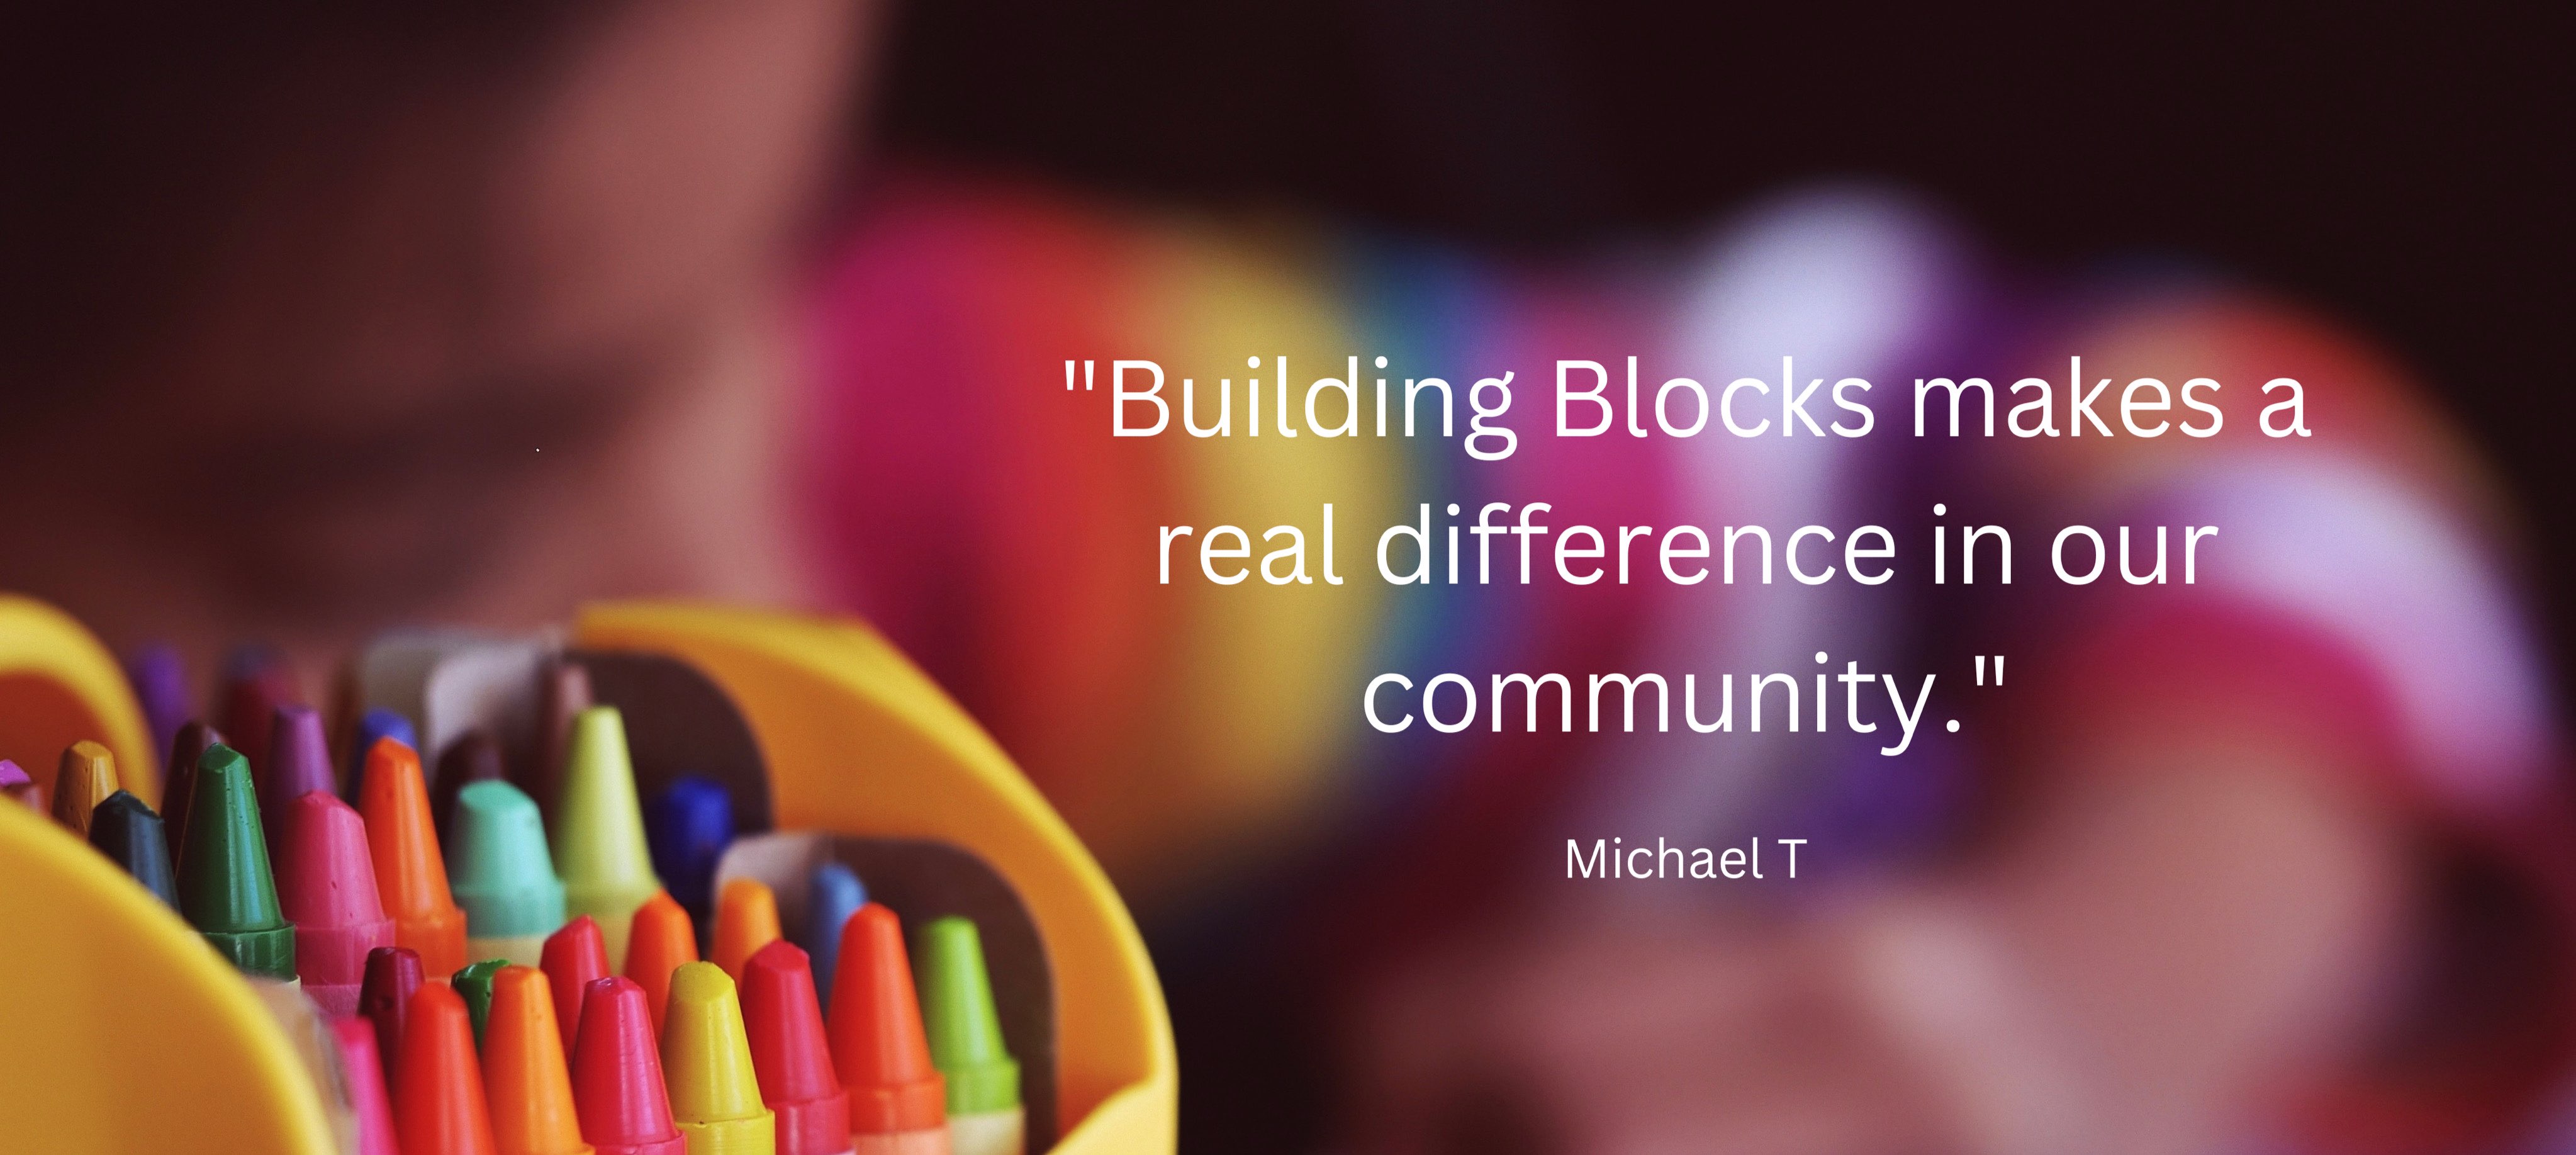 "Building Blocks makes a
real difference in our
community."
Michael T